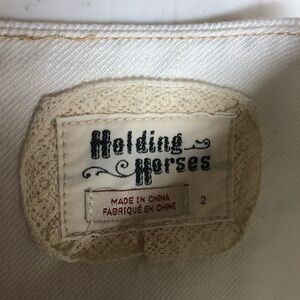 Holding
Horses
MADE IN CHINA
FABRIQUÉ EN CHINE
2